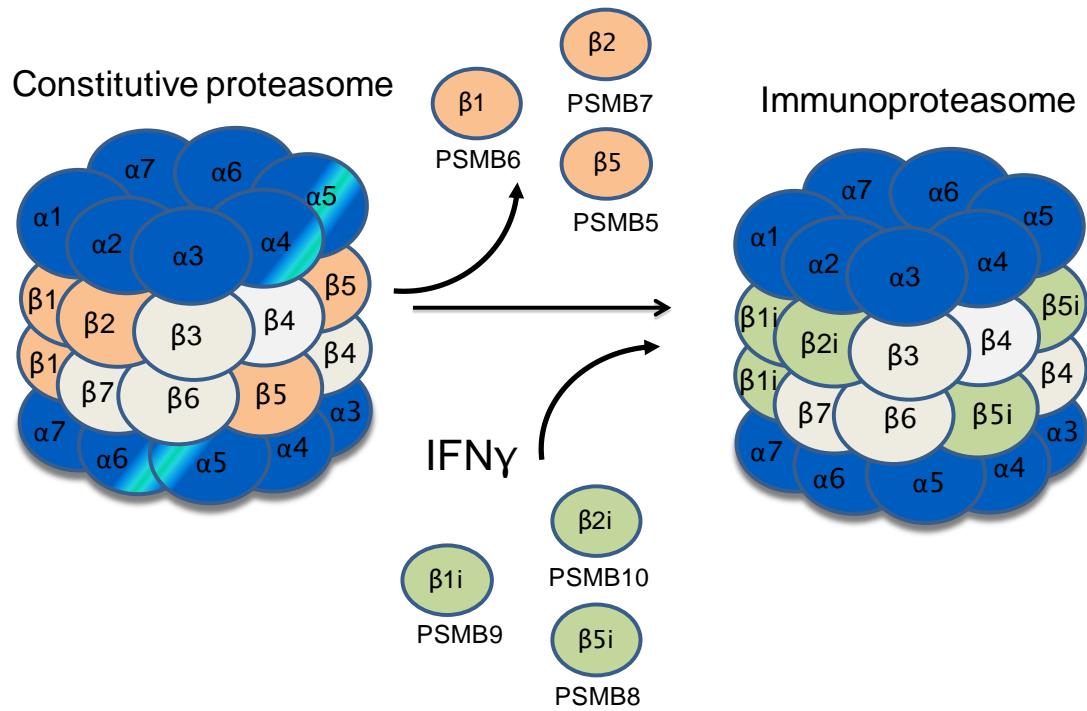 Constitutive proteasome
β1
PSMB6
β2
PSMB7
β5
PSMB5
Immunoproteasome
α7
α6
α5
α1
α2
α3
α4
β1
β2
β3
β4
β5
β1
β7
β6
β5
β4
α7
α6
α5
α4
α3
IFNγ
β1i
PSMB9
β2i
PSMB10
β5i
PSMB8
α7
α6
α5
α1
α2
α3
α4
β1i
β2i
β3
β4
β5i
β1i
β7
β6
β5i
β4
α7
α6
α5
α4
α3